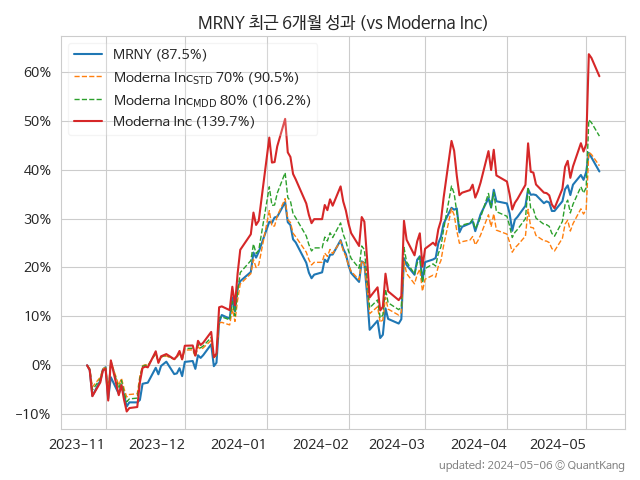 MRNY 최근 6개월 성과 (vs Moderna Inc)
MRNY (87.5%)
Moderna IncSTD 70% (90.5%)
Moderna IncMDD 80% (106.2%)
Moderna Inc (139.7%)
60%
50%
40%
30%
20%
10%
0%
−10%
2023-11 2023-12 2024-01 2024-02 2024-03 2024-04 2024-05
updated: 2024-05-06 © QuantKang